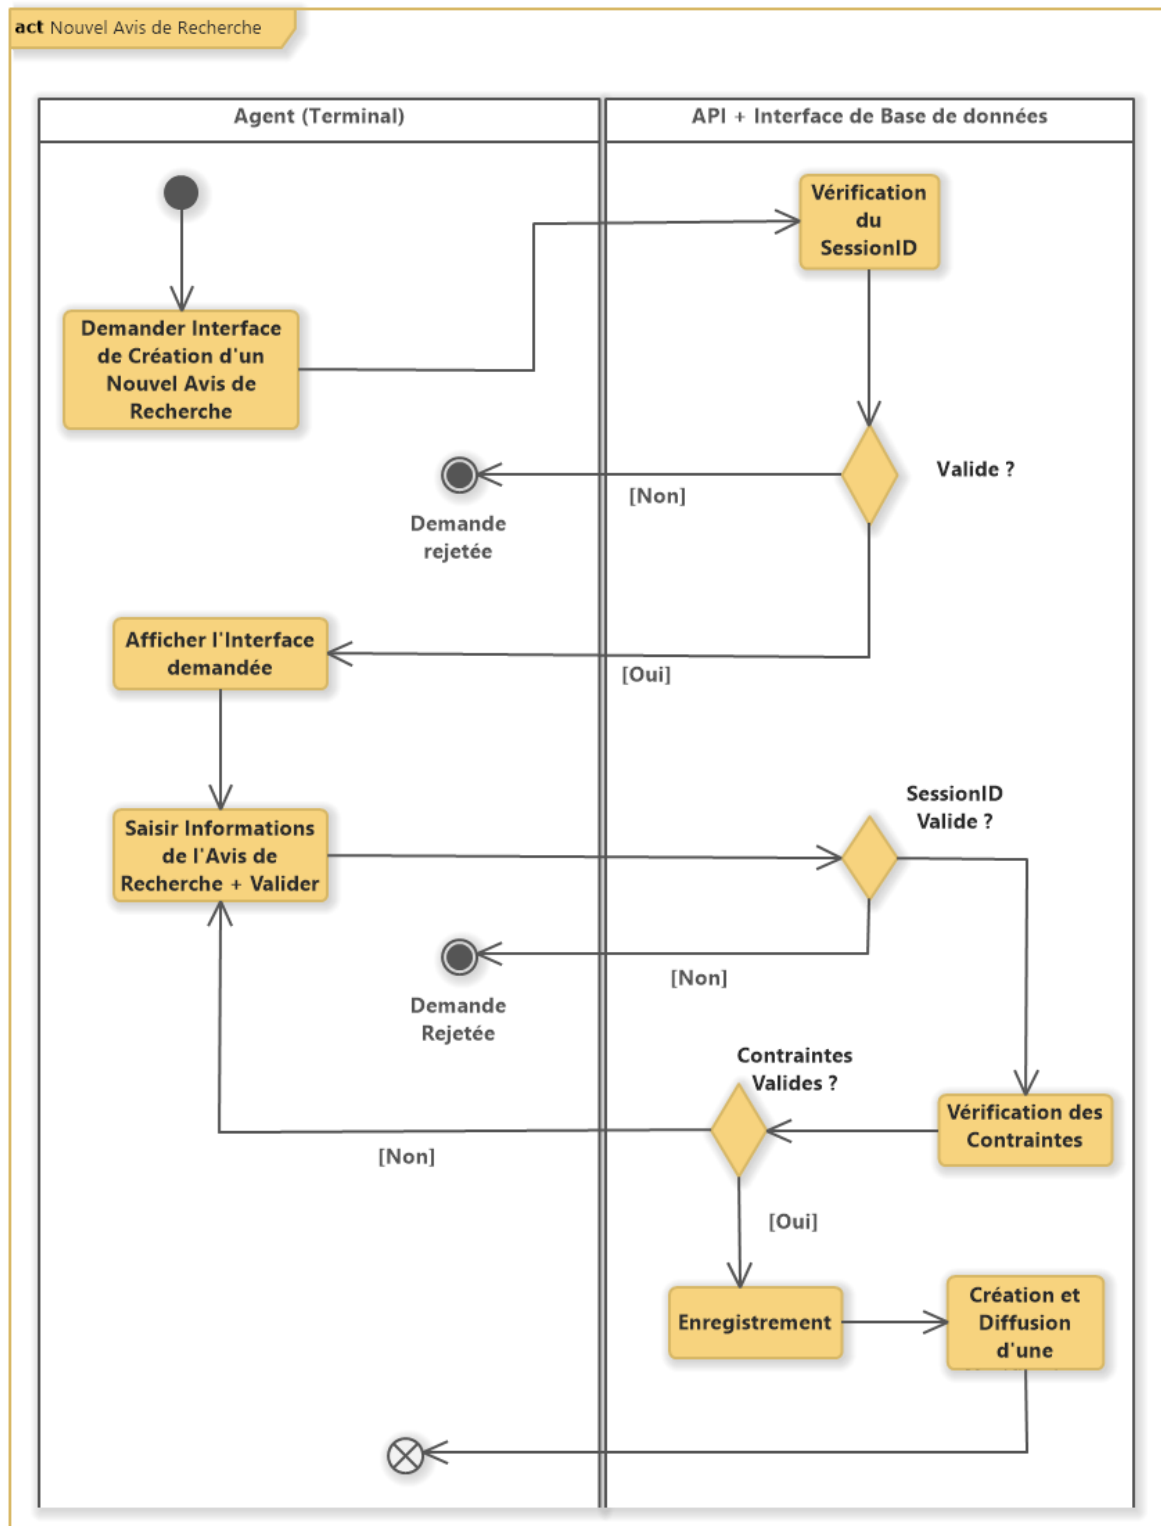 act Nouvel Avis de Recherche
Agent (Terminal)
API + Interface de Base de données
Vérification
du
SessionID
Demander Interface
de Création d'un
Nouvel Avis de
Recherche
Valide ?
[Non]
Demande
rejetée
Afficher l'Interface
demandée
[Oui]
SessionID
Valide ?
Saisir Informations
de l'Avis de
Recherche + Valider
[Non]
Demande
Rejetée
Contraintes
Valides ?
Vérification des
Contraintes
[Non]
[Oui]
Enregistrement
Création et
Diffusion
d'une